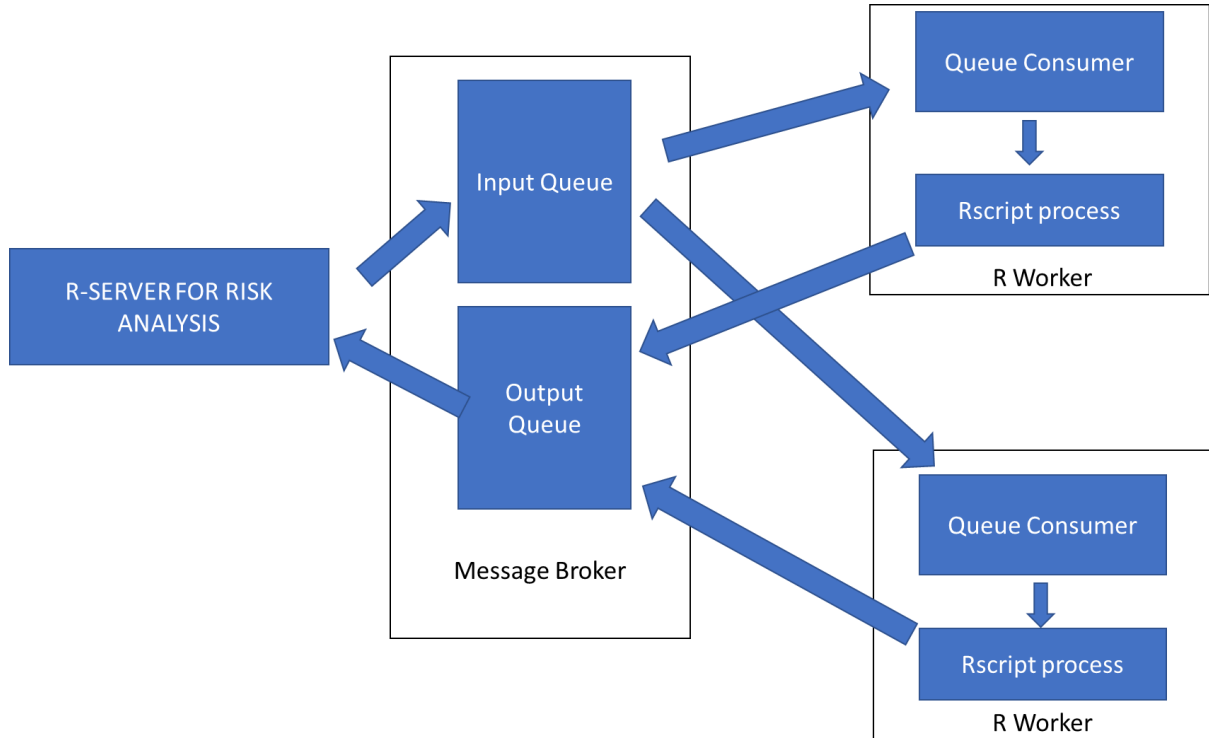 R-SERVER FOR RISK
ANALYSIS
Input Queue
Output
Queue
Message Broker
Queue Consumer
Rscript process
R Worker
Queue Consumer
Rscript process
R Worker